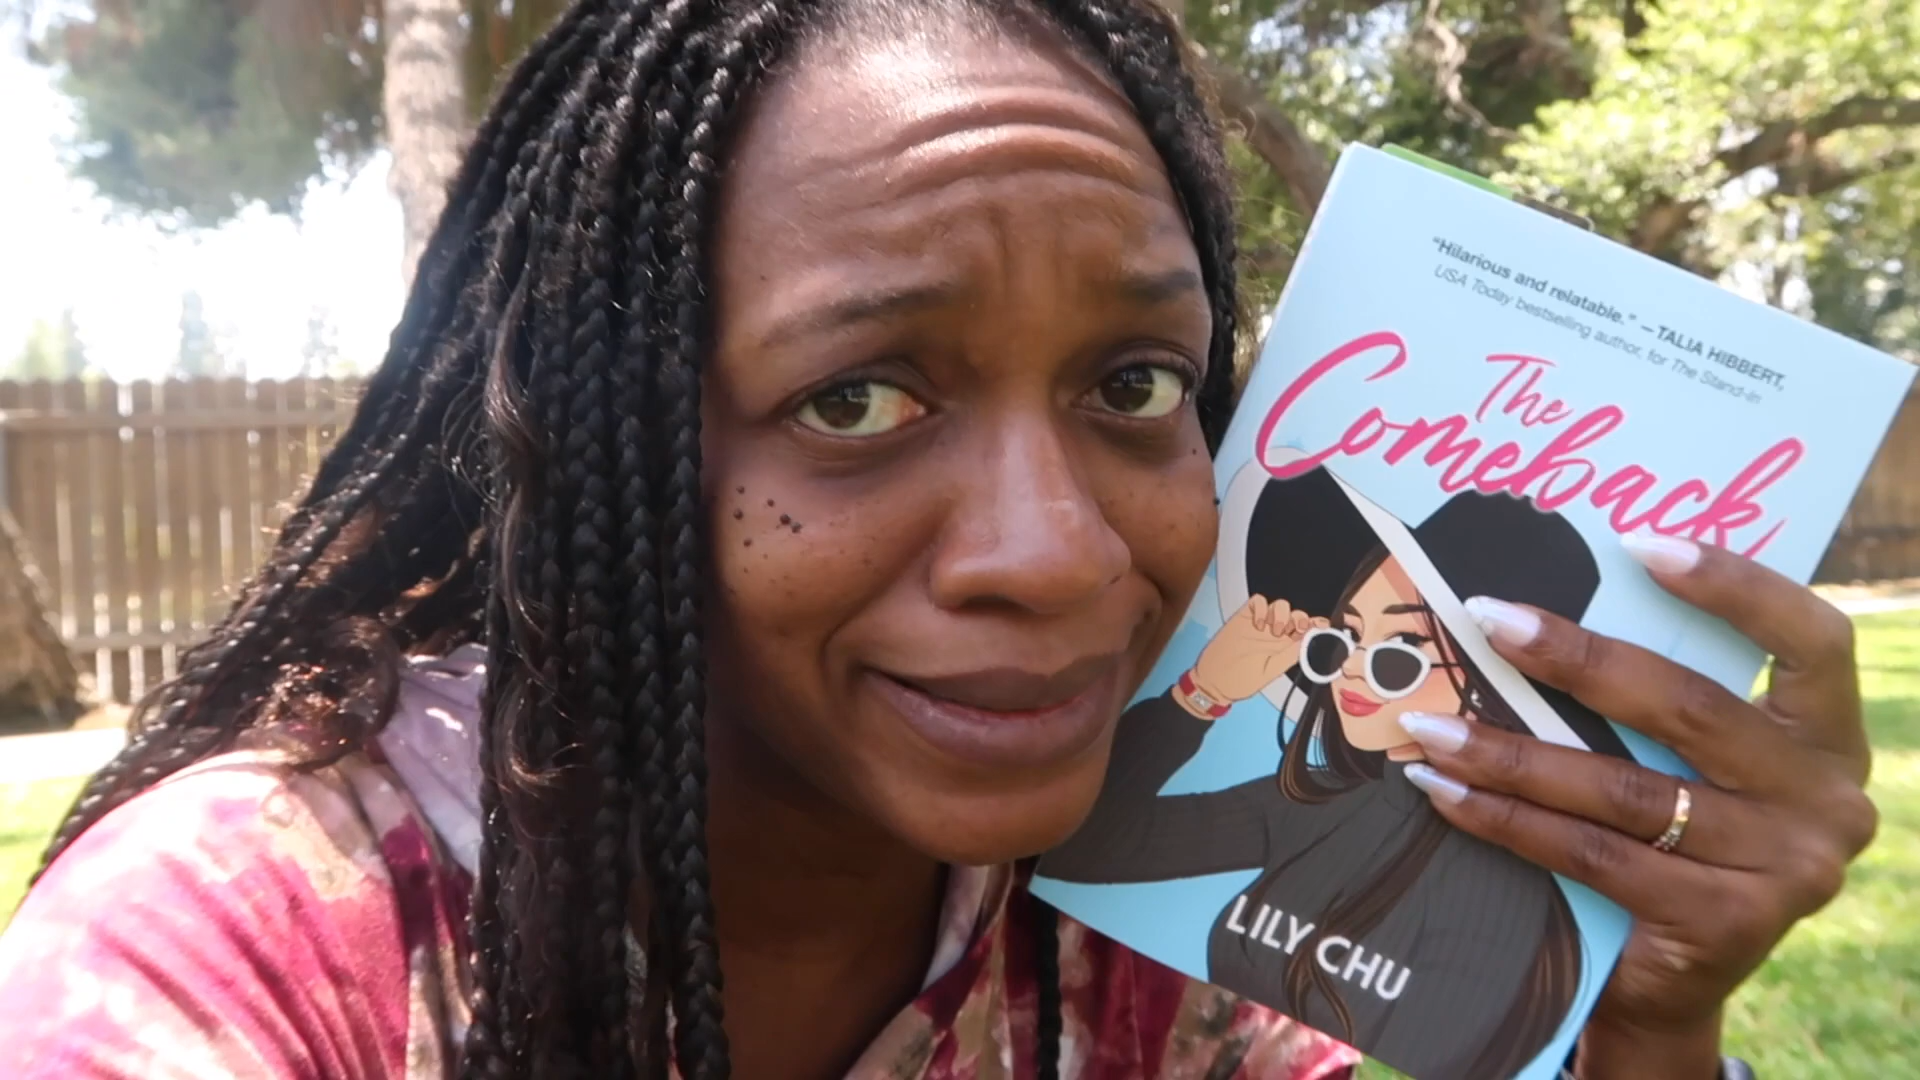 "Hilarious and relatable." —TALIA HIBBERT,
USA Today bestselling author, for The Stand-In
The
Comeback
LILY CHU